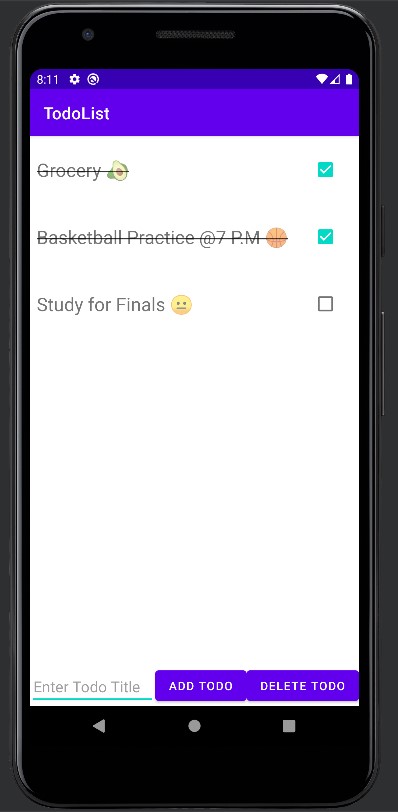 8:11
TodoList
Grocery 🥑
Basketball Practice @7 P.M 🏀
Study for Finals 😐
Enter Todo Title ADD TODO DELETE TODO